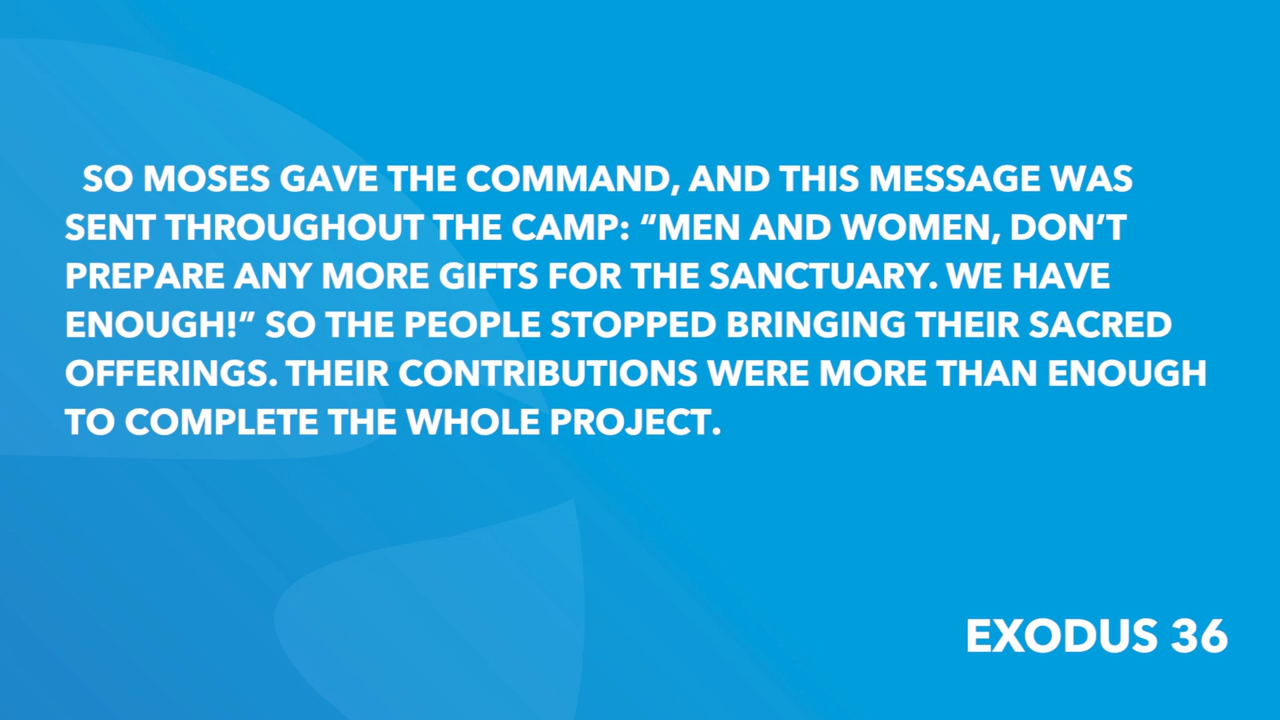 SO MOSES GAVE THE COMMAND, AND THIS MESSAGE WAS
SENT THROUGHOUT THE CAMP: “MEN AND WOMEN, DON’T
PREPARE ANY MORE GIFTS FOR THE SANCTUARY. WE HAVE
ENOUGH!” SO THE PEOPLE STOPPED BRINGING THEIR SACRED
OFFERINGS. THEIR CONTRIBUTIONS WERE MORE THAN ENOUGH
TO COMPLETE THE WHOLE PROJECT.
EXODUS 36